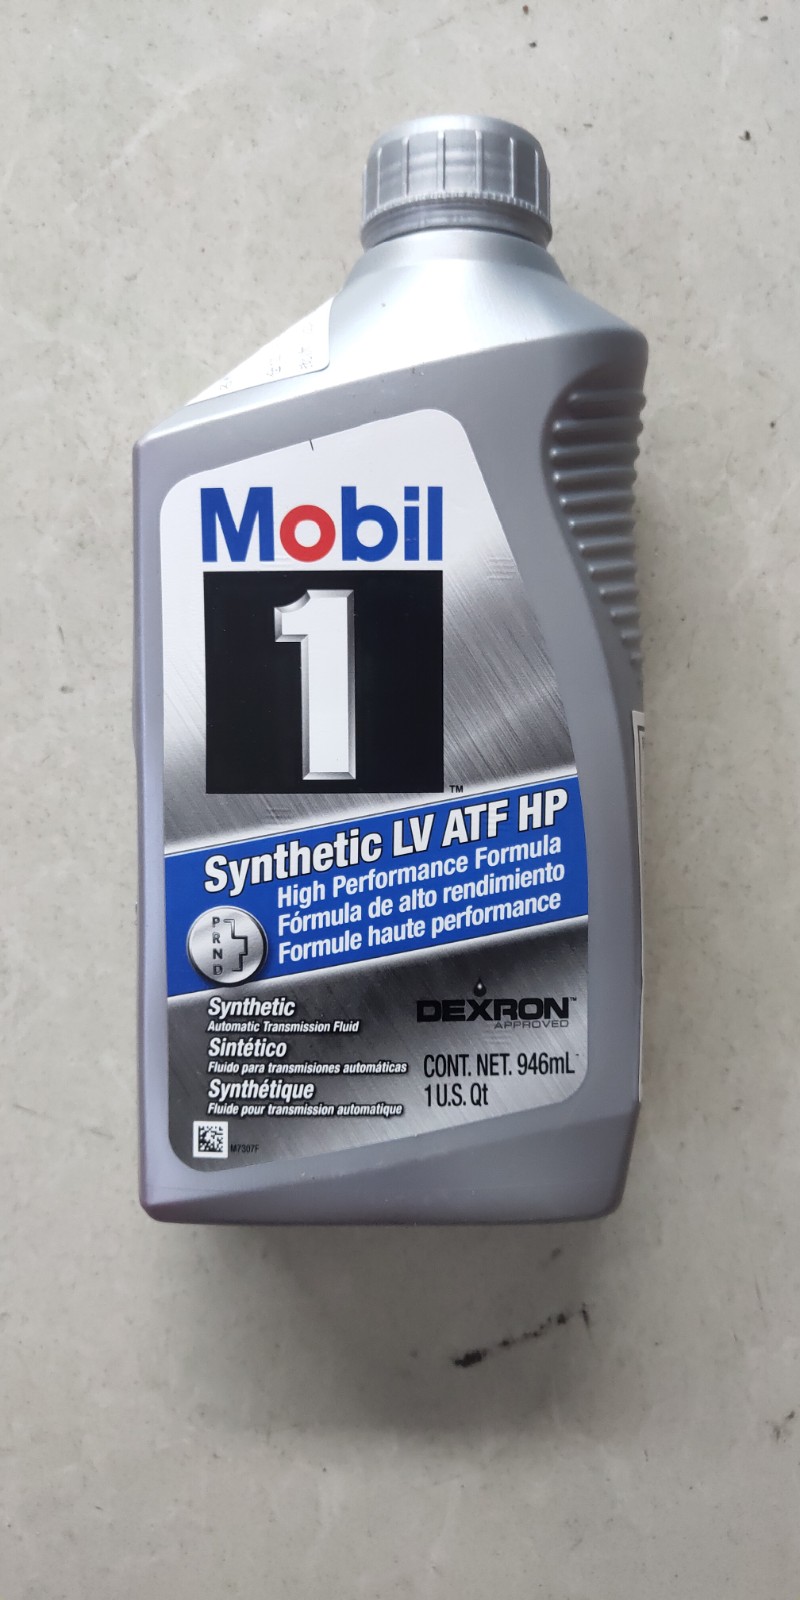 Mobil
1
™
Synthetic LV ATF HP
High Performance Formula
Fórmula de alto rendimiento
Formule haute performance
P
R
N
D
Synthetic
Automatic Transmission Fluid
Sintético
Fluido para transmisiones automáticas
Synthétique
Fluide pour transmission automatique
DEXRON™
APPROVED
CONT. NET. 946mL
1 U.S. Qt
M7307F